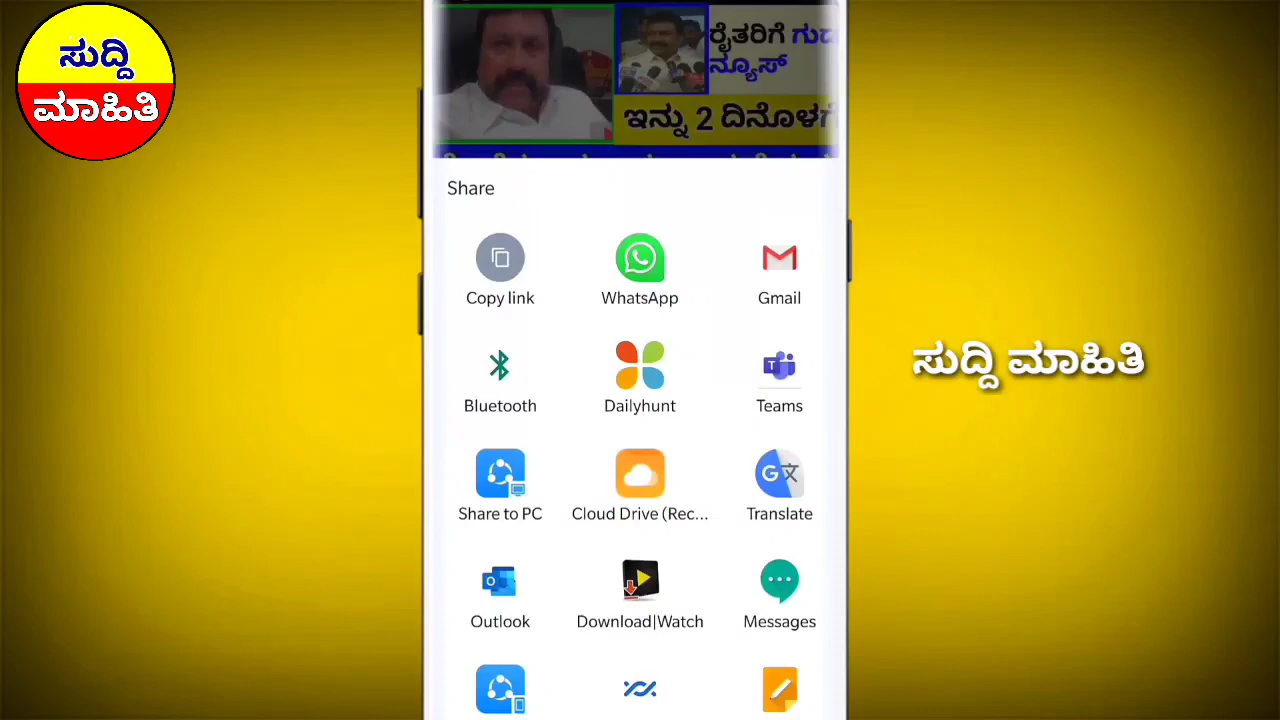 ಸುದ್ದಿ
ಮಾಹಿತಿ
ರೈತರಿಗೆ
ನ್ಯೂಸ್
ಇನ್ನು 2 ದಿನೊಳಗೆ
Share
Copy link
WhatsApp
Gmail
Bluetooth
Dailyhunt
Teams
Share to PC
Cloud Drive (Rec...
Translate
ಸುದ್ದಿ ಮಾಹಿತಿ
Outlook
Download|Watch
Messages